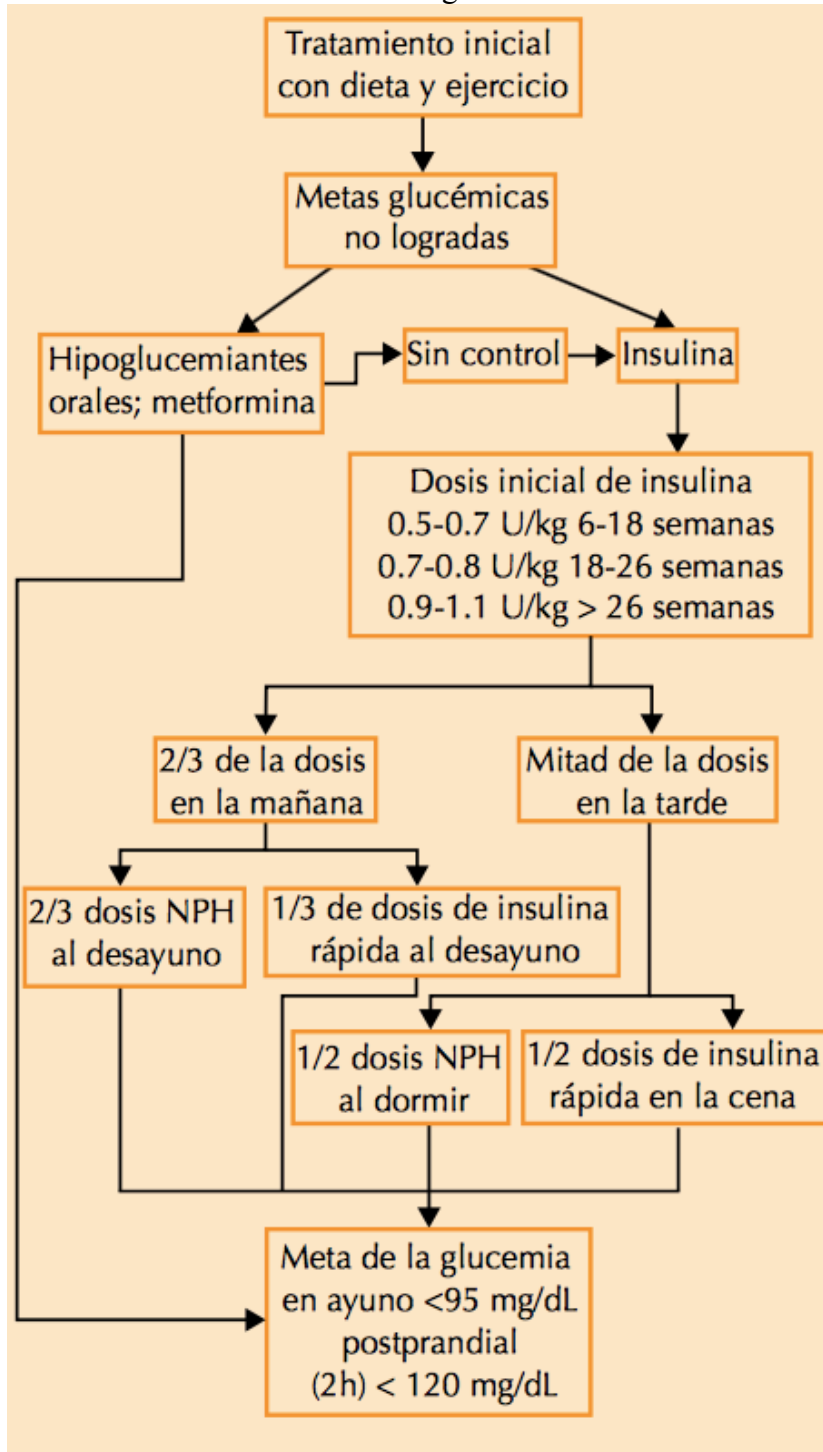 Tratamiento inicial
con dieta y ejercicio
Metas glucémicas
no logradas
Hipoglucemiantes
orales; metformina
Sin control
Insulina
Dosis inicial de insulina
0.5-0.7 U/kg 6-18 semanas
0.7-0.8 U/kg 18-26 semanas
0.9-1.1 U/kg > 26 semanas
2/3 de la dosis
en la mañana
Mitad de la dosis
en la tarde
2/3 dosis NPH
al desayuno
1/3 de dosis de insulina
rápida al desayuno
1/2 dosis NPH
al dormir
1/2 dosis de insulina
rápida en la cena
Meta de la glucemia
en ayuno <95 mg/dL
postprandial
(2h) < 120 mg/dL